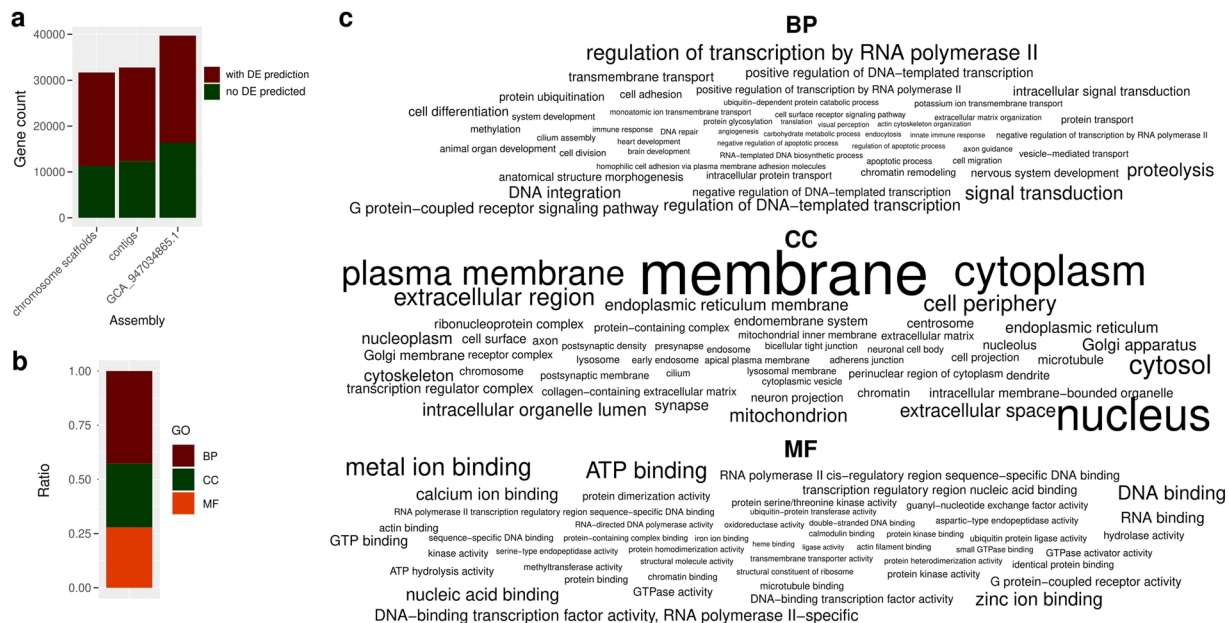 a
40000
30000
20000
10000
0
Gene count
chromosome scaffolds
contigs
GCA_947034865.1
Assembly
with DE prediction
no DE predicted
b
1.00
0.75
0.50
0.25
0.00
Ratio
GO
BP
CC
MF
c
BP
regulation of transcription by RNA polymerase II
transmembrane transport
positive regulation of DNA−templated transcription
protein ubiquitination
cell adhesion
positive regulation of transcription by RNA polymerase II
intracellular signal transduction
ubiquitin−dependent protein catabolic process
potassium ion transmembrane transport
cell differentiation
system development
monoatomic ion transmembrane transport
cell surface receptor signaling pathway
extracellular matrix organization
protein transport
protein glycosylation
translation
visual perception
actin cytoskeleton organization
methylation
immune response
DNA repair
angiogenesis
carbohydrate metabolic process
endocytosis
innate immune response
negative regulation of transcription by RNA polymerase II
cilium assembly
heart development
negative regulation of apoptotic process
regulation of apoptotic process
axon guidance
animal organ development
cell division
brain development
RNA−templated DNA biosynthetic process
apoptotic process
cell migration
vesicle−mediated transport
homophilic cell adhesion via plasma membrane adhesion molecules
anatomical structure morphogenesis
intracellular protein transport
chromatin remodeling
nervous system development
proteolysis
DNA integration
negative regulation of DNA−templated transcription
signal transduction
G protein−coupled receptor signaling pathway
regulation of DNA−templated transcription
CC
plasma membrane
membrane
cytoplasm
extracellular region
endoplasmic reticulum membrane
cell periphery
ribonucleoprotein complex
protein−containing complex
endomembrane system
centrosome
endoplasmic reticulum
nucleoplasm
cell surface
axon
mitochondrial inner membrane
extracellular matrix
postsynaptic density
presynapse
endosome
bicellular tight junction
neuronal cell body
nucleolus
Golgi apparatus
Golgi membrane
receptor complex
lysosome
early endosome
apical plasma membrane
adherens junction
cell projection
microtubule
cytosol
cytoskeleton
chromosome
postsynaptic membrane
cilium
lysosomal membrane
cytoplasmic vesicle
perinuclear region of cytoplasm
dendrite
transcription regulator complex
collagen−containing extracellular matrix
neuron projection
chromatin
intracellular membrane−bounded organelle
intracellular organelle lumen
synapse
mitochondrion
extracellular space
nucleus
MF
metal ion binding
ATP binding
RNA polymerase II cis−regulatory region sequence−specific DNA binding
calcium ion binding
protein dimerization activity
transcription regulatory region nucleic acid binding
DNA binding
protein serine/threonine kinase activity
guanyl−nucleotide exchange factor activity
RNA polymerase II transcription regulatory region sequence−specific DNA binding
ubiquitin−protein transferase activity
RNA binding
actin binding
RNA−directed DNA polymerase activity
oxidoreductase activity
double−stranded DNA binding
aspartic−type endopeptidase activity
GTP binding
sequence−specific DNA binding
protein−containing complex binding
iron ion binding
calmodulin binding
protein kinase binding
ubiquitin protein ligase activity
hydrolase activity
kinase activity
serine−type endopeptidase activity
protein homodimerization activity
heme binding
ligase activity
actin filament binding
small GTPase binding
GTPase activator activity
ATP hydrolysis activity
methyltransferase activity
structural molecule activity
transmembrane transporter activity
protein heterodimerization activity
identical protein binding
protein binding
chromatin binding
structural constituent of ribosome
protein kinase activity
G protein−coupled receptor activity
nucleic acid binding
GTPase activity
microtubule binding
DNA−binding transcription factor activity
zinc ion binding
DNA−binding transcription factor activity, RNA polymerase II−specific